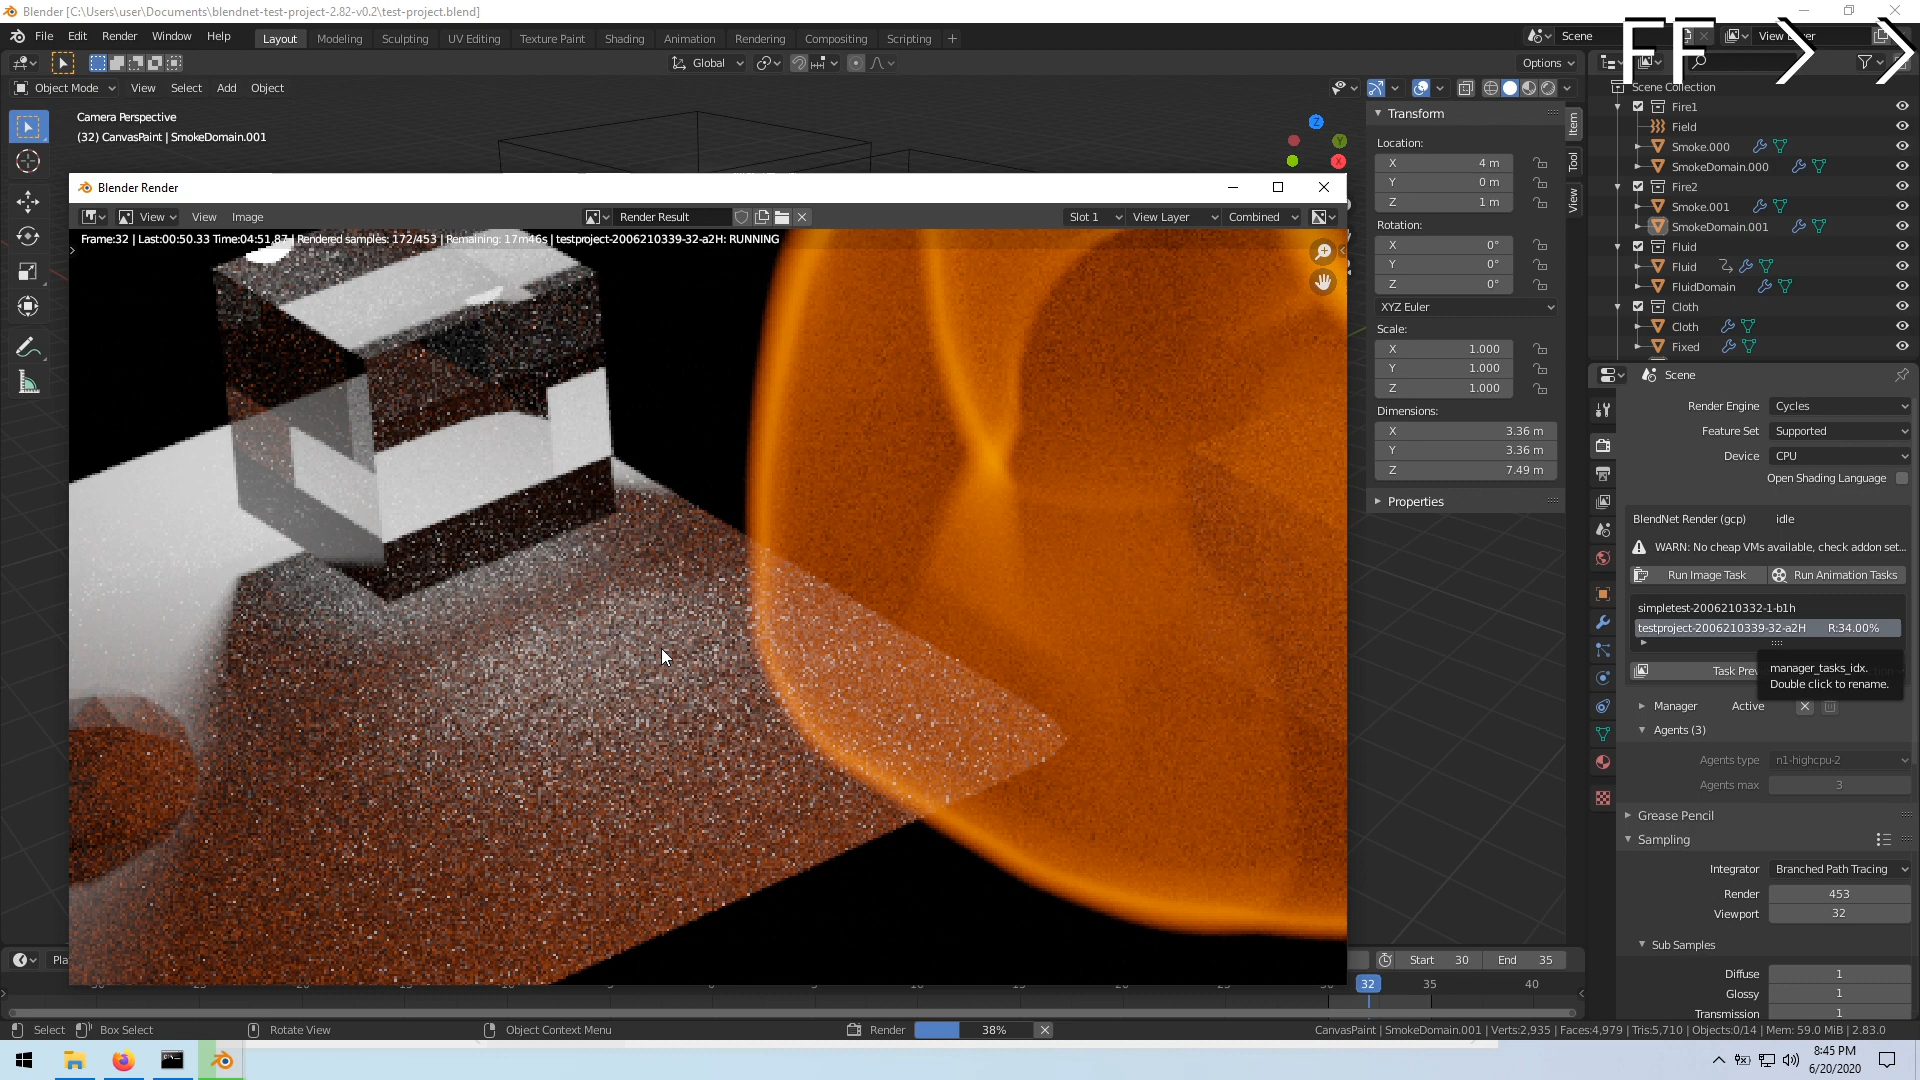 Blender [C:\Users\user\Documents\blendnet-test-project-2.82-v0.2\test-project.blend]
File Edit Render Window Help
Layout Modeling Sculpting UV Editing Texture Paint Shading Animation Rendering Compositing Scripting +
Scene
View Layer
FF
Global
Options
Object Mode View Select Add Object
Camera Perspective
(32) CanvasPaint | SmokeDomain.001
Z
Y
X
Blender Render
View View Image
Render Result
Slot 1 View Layer Combined
Frame:32 | Last:00:50.33 Time:04:51.87 | Rendered samples: 172/453 | Remaining: 17m46s | testproject-2006210339-32-a2H: RUNNING
Transform
Location:
X 4 m
Y 0 m
Z 1 m
Rotation:
X 0°
Y 0°
Z 0°
XYZ Euler
Scale:
X 1.000
Y 1.000
Z 1.000
Dimensions:
X 3.36 m
Y 3.36 m
Z 7.49 m
Properties
Item
Tool
View
Scene Collection
Fire1
Field
Smoke.000
SmokeDomain.000
Fire2
Smoke.001
SmokeDomain.001
Fluid
Fluid
FluidDomain
Cloth
Cloth
Fixed
Scene
Render Engine Cycles
Feature Set Supported
Device CPU
Open Shading Language
BlendNet Render (gcp) idle
WARN: No cheap VMs available, check addon set...
Run Image Task Run Animation Tasks
simpletest-2006210332-1-b1h
testproject-2006210339-32-a2H R:34.00%
Task Prev
manager_tasks_idx.
Double click to rename.
Manager Active
Agents (3)
Agents type n1-highcpu-2
Agents max 3
Grease Pencil
Sampling
Integrator Branched Path Tracing
Render 453
Viewport 32
Sub Samples
Diffuse 1
Glossy 1
Transmission 1
Pla
Start 30 End 35
32 35 40
Select Box Select Rotate View Object Context Menu
Render 38%
CanvasPaint | SmokeDomain.001 | Verts:2,935 | Faces:4,979 | Tris:5,710 | Objects:0/14 | Mem: 59.0 MiB | 2.83.0
8:45 PM
6/20/2020